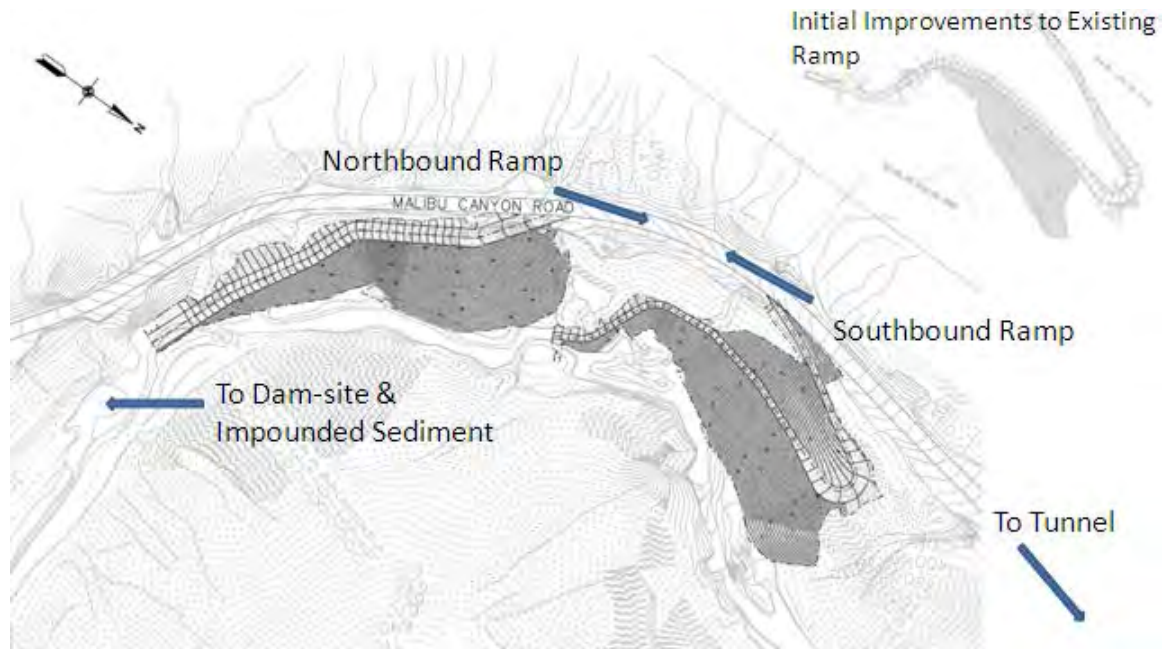 Initial Improvements to Existing
Ramp
N
Northbound Ramp
MALIBU CANYON ROAD
Southbound Ramp
To Dam-site &
Impounded Sediment
To Tunnel